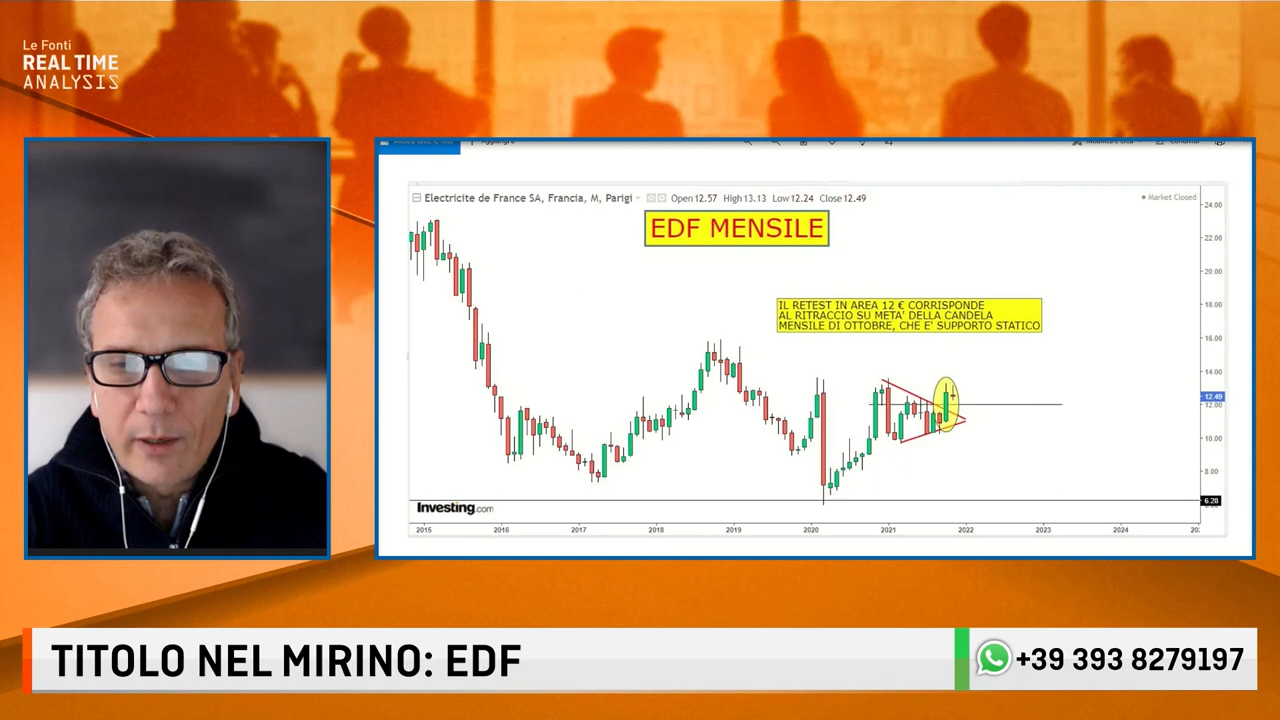 Le Fonti
REAL TIME
ANALYSIS
Electricite de France SA, Francia, M, Parigi Open 12.57 High 13.13 Low 12.24 Close 12.49
Market Closed
EDF MENSILE
IL RETEST IN AREA 12 € CORRISPONDE
AL RITRACCIO SU META' DELLA CANDELA
MENSILE DI OTTOBRE, CHE E' SUPPORTO STATICO
24.00
22.00
20.00
18.00
16.00
14.00
12.49
12.00
10.00
8.00
6.28
Investing.com
2015 2016 2017 2018 2019 2020 2021 2022 2023 2024
TITOLO NEL MIRINO: EDF
+39 393 8279197